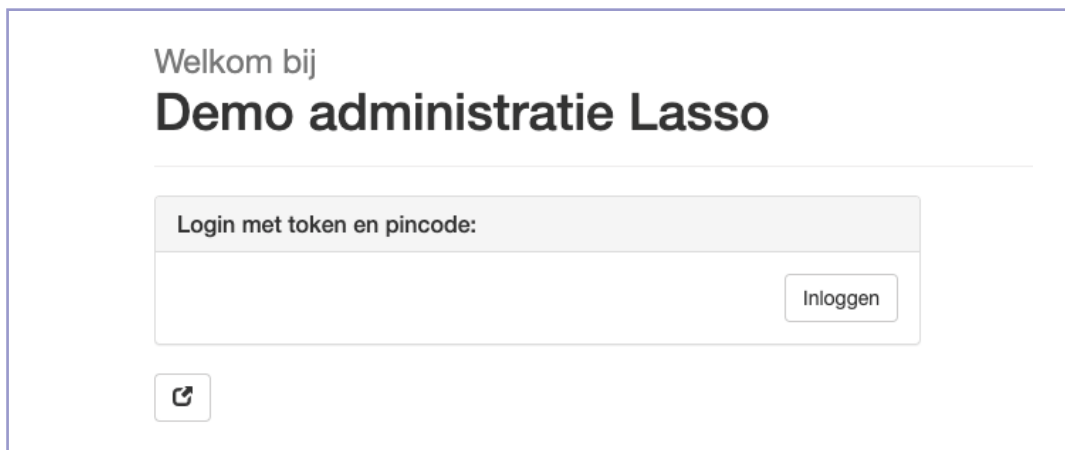 Welkom bij
Demo administratie Lasso
Login met token en pincode:
Inloggen